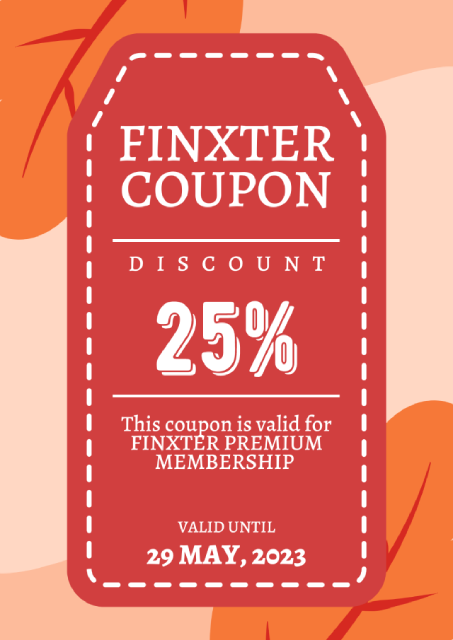 FINXTER
COUPON
DISCOUNT
25%
This coupon is valid for
FINXTER PREMIUM
MEMBERSHIP
VALID UNTIL
29 MAY, 2023